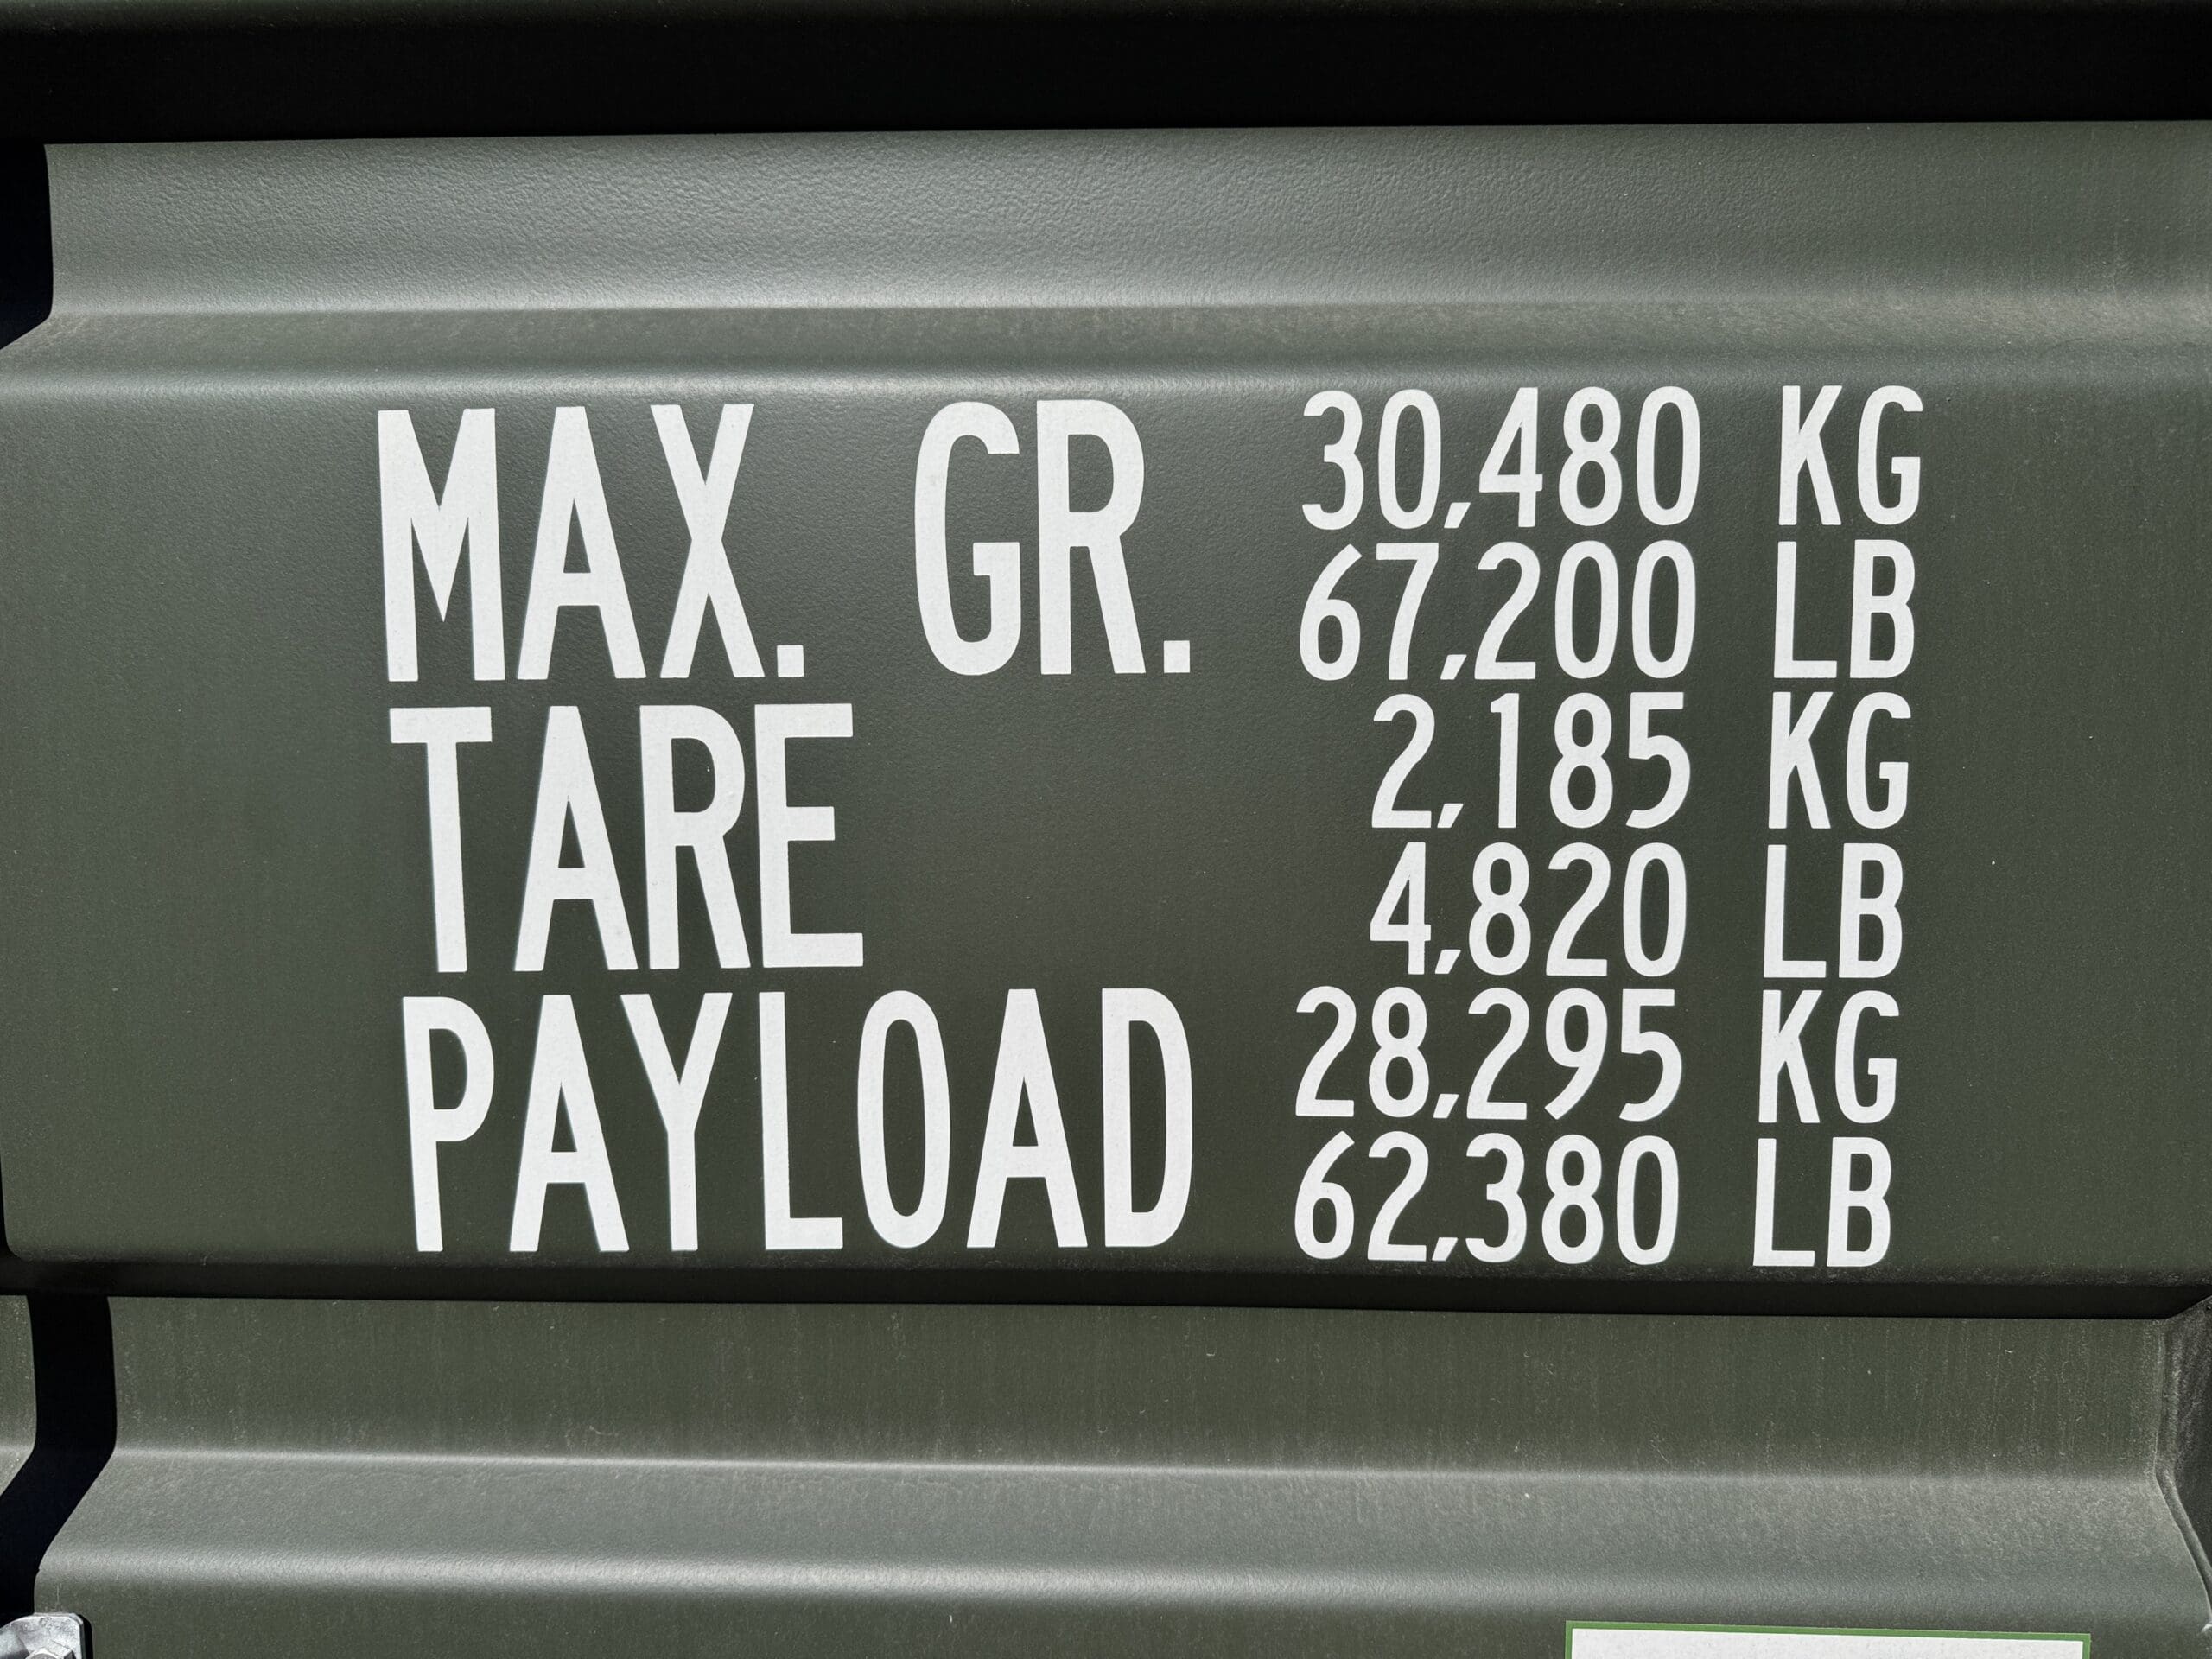 MAX. GR. 30,480 KG
67,200 LB
TARE 2,185 KG
4,820 LB
PAYLOAD 28,295 KG
62,380 LB